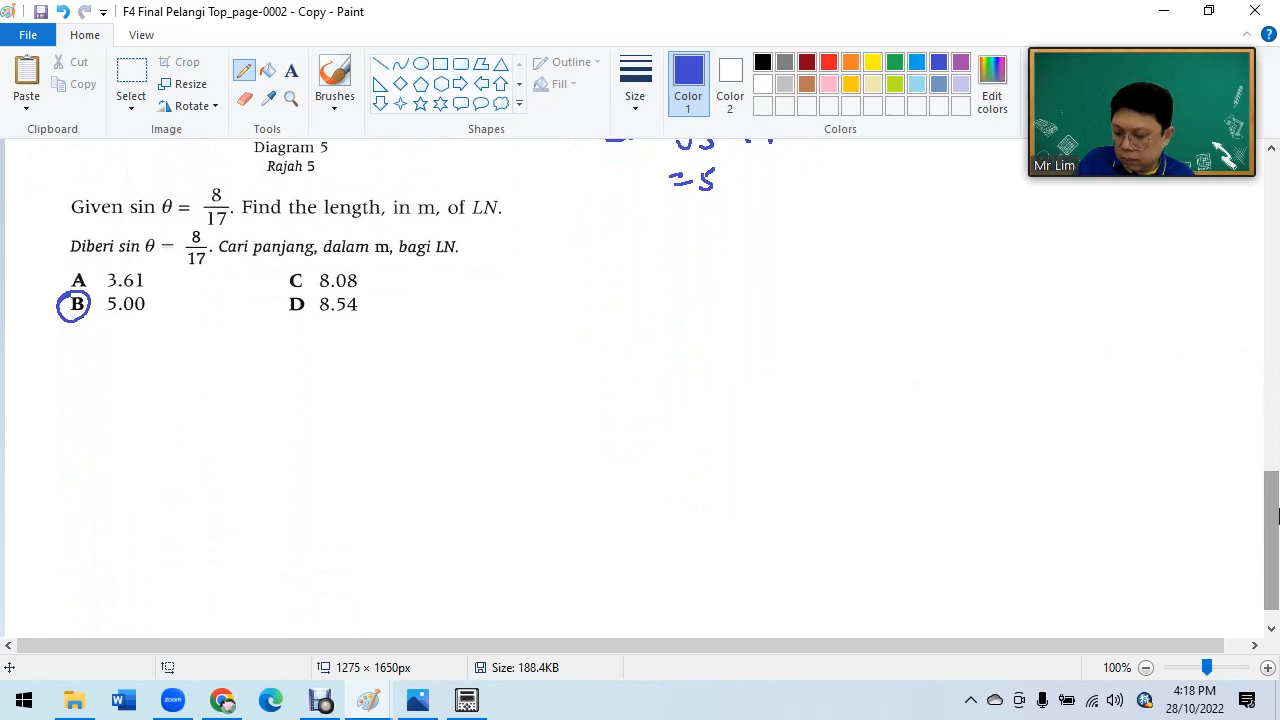 F4 Final Pelangi Top_page-0002 - Copy - Paint
File Home View
Paste
Cut
Copy
Clipboard
Select
Crop
Resize
Rotate
Image
A
Tools
Brushes
Shapes
Outline
Fill
Size
Color 1
Color 2
Edit colors
Colors
Mr Lim
Diagram 5
Rajah 5
= 5
Given sin θ = 8/17. Find the length, in m, of LN.
Diberi sin θ = 8/17. Cari panjang, dalam m, bagi LN.
A 3.61 C 8.08
B 5.00 D 8.54
1275 × 1650px
Size: 188.4KB
100%
zoom
4:18 PM
28/10/2022